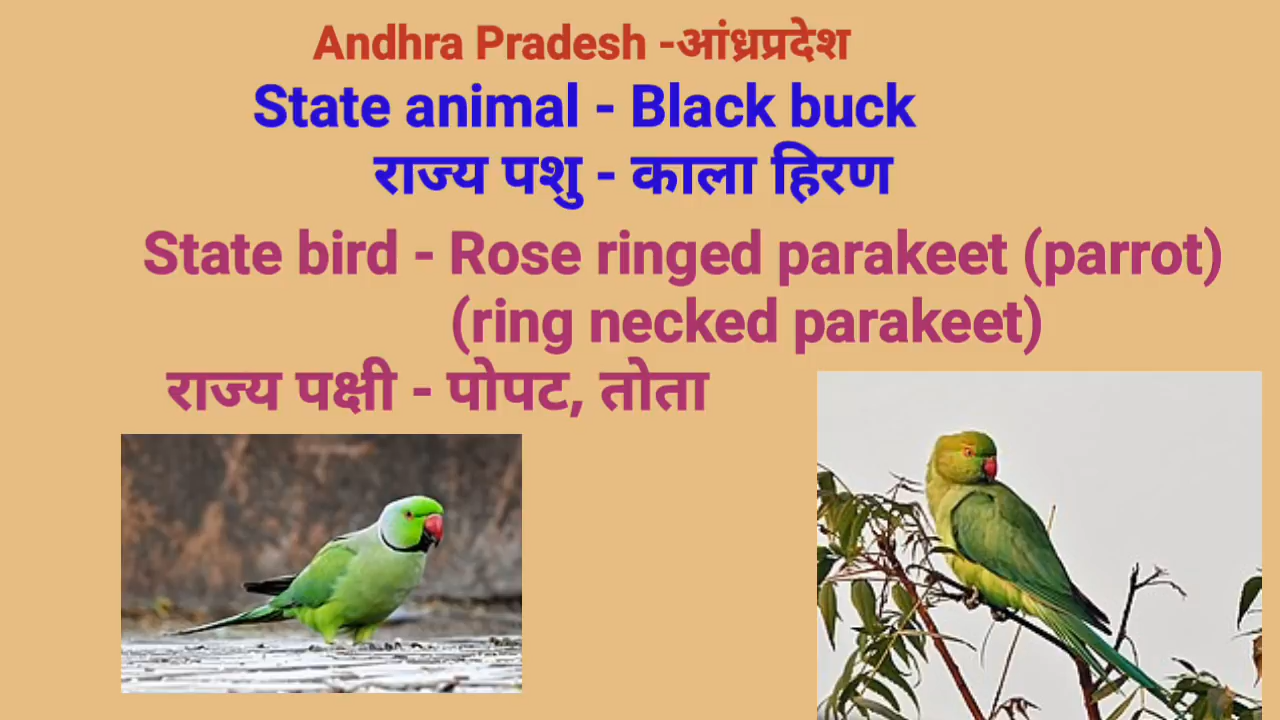 Andhra Pradesh -आंध्रप्रदेश
State animal - Black buck
राज्य पशु - काला हिरण
State bird - Rose ringed parakeet (parrot)
(ring necked parakeet)
राज्य पक्षी - पोपट, तोता